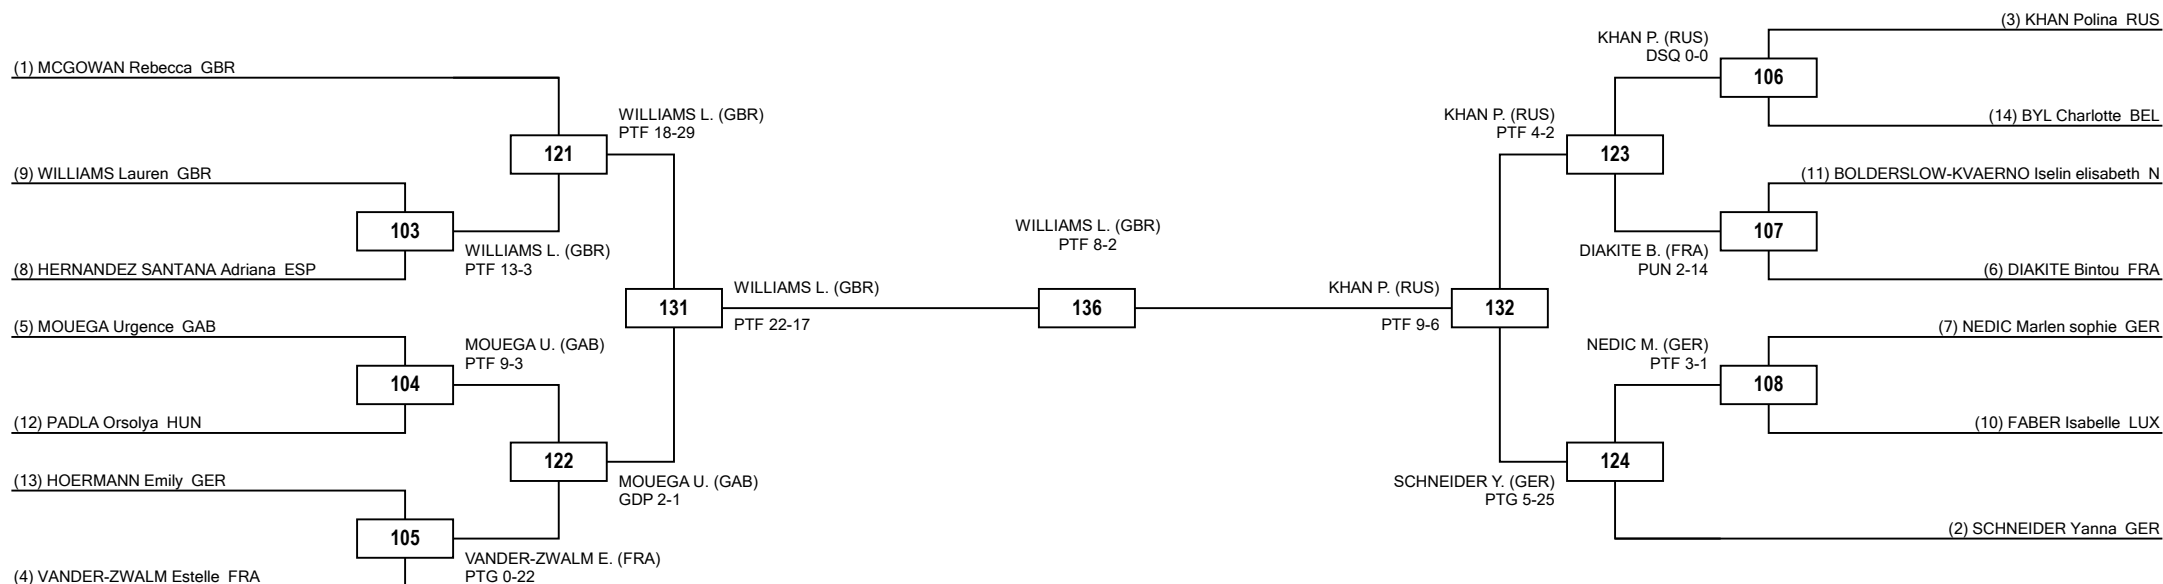 (3) KHAN Polina RUS
KHAN P. (RUS)
DSQ 0-0
106
(1) MCGOWAN Rebecca GBR
WILLIAMS L. (GBR)
PTF 18-29
KHAN P. (RUS)
PTF 4-2
(14) BYL Charlotte BEL
121
123
(9) WILLIAMS Lauren GBR
(11) BOLDERSLOW-KVAERNO Iselin elisabeth N
103
107
WILLIAMS L. (GBR)
PTF 13-3
WILLIAMS L. (GBR)
PTF 8-2
DIAKITE B. (FRA)
PUN 2-14
(8) HERNANDEZ SANTANA Adriana ESP
(6) DIAKITE Bintou FRA
131
WILLIAMS L. (GBR)
PTF 22-17
136
KHAN P. (RUS)
PTF 9-6
132
(5) MOUEGA Urgence GAB
(7) NEDIC Marlen sophie GER
MOUEGA U. (GAB)
PTF 9-3
NEDIC M. (GER)
PTF 3-1
104
108
(12) PADLA Orsolya HUN
(10) FABER Isabelle LUX
122
124
(13) HOERMANN Emily GER
MOUEGA U. (GAB)
GDP 2-1
SCHNEIDER Y. (GER)
PTG 5-25
105
(2) SCHNEIDER Yanna GER
VANDER-ZWALM E. (FRA)
PTG 0-22
(4) VANDER-ZWALM Estelle FRA